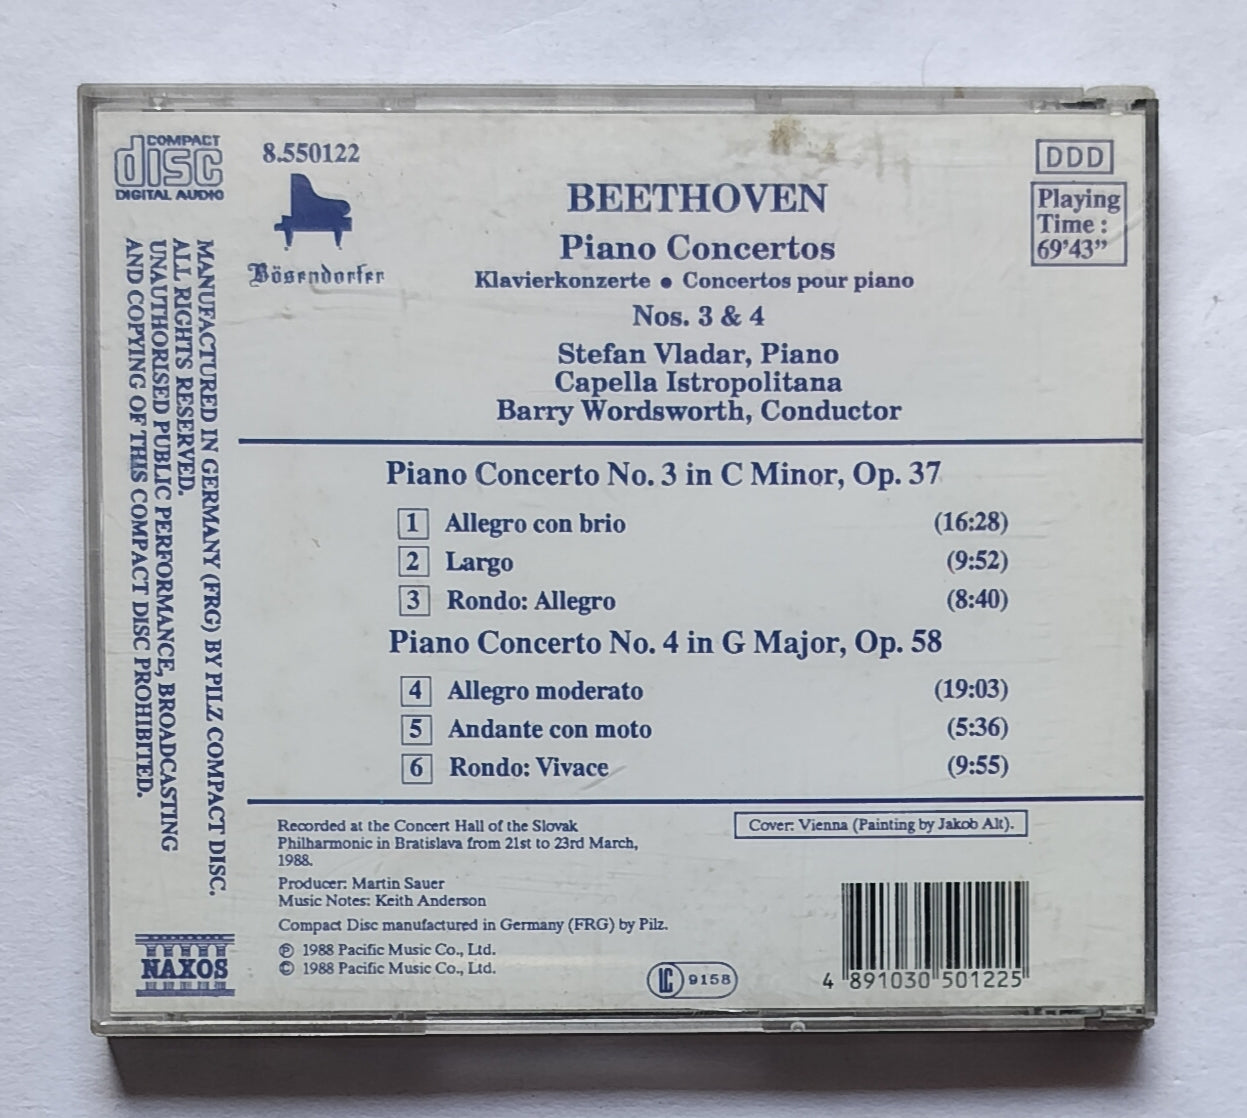 COMPACT
disc
DIGITAL AUDIO
8.550122
Bösendorfer
DDD
Playing
Time :
69'43"
BEETHOVEN
Piano Concertos
Klavierkonzerte ● Concertos pour piano
Nos. 3 & 4
Stefan Vladar, Piano
Capella Istropolitana
Barry Wordsworth, Conductor
MANUFACTURED IN GERMANY (FRG) BY PILZ COMPACT DISC.
ALL RIGHTS RESERVED.
UNAUTHORISED PUBLIC PERFORMANCE, BROADCASTING
AND COPYING OF THIS COMPACT DISC PROHIBITED.
Piano Concerto No. 3 in C Minor, Op. 37
1 Allegro con brio (16:28)
2 Largo (9:52)
3 Rondo: Allegro (8:40)
Piano Concerto No. 4 in G Major, Op. 58
4 Allegro moderato (19:03)
5 Andante con moto (5:36)
6 Rondo: Vivace (9:55)
Recorded at the Concert Hall of the Slovak
Philharmonic in Bratislava from 21st to 23rd March,
1988.
Producer: Martin Sauer
Music Notes: Keith Anderson
Compact Disc manufactured in Germany (FRG) by Pilz.
℗ 1988 Pacific Music Co., Ltd.
© 1988 Pacific Music Co., Ltd.
Cover: Vienna (Painting by Jakob Alt).
NAXOS
LC 9158
4 891030 501225